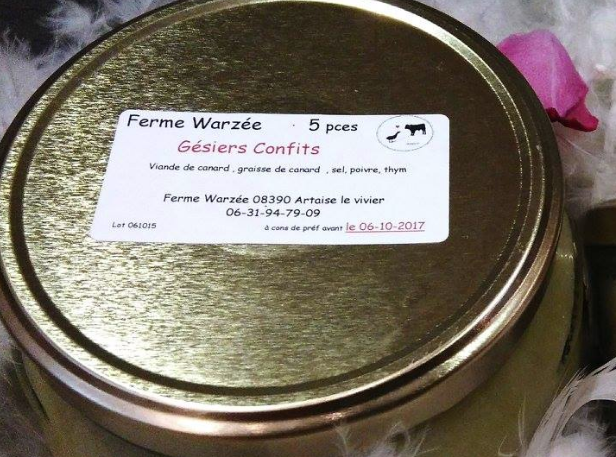 Ferme Warzée · 5 pces
Gésiers Confits
Viande de canard , graisse de canard , sel, poivre, thym
Ferme Warzée 08390 Artaise le vivier
06-31-94-79-09
Lot 061015 à cons de préf avant le 06-10-2017